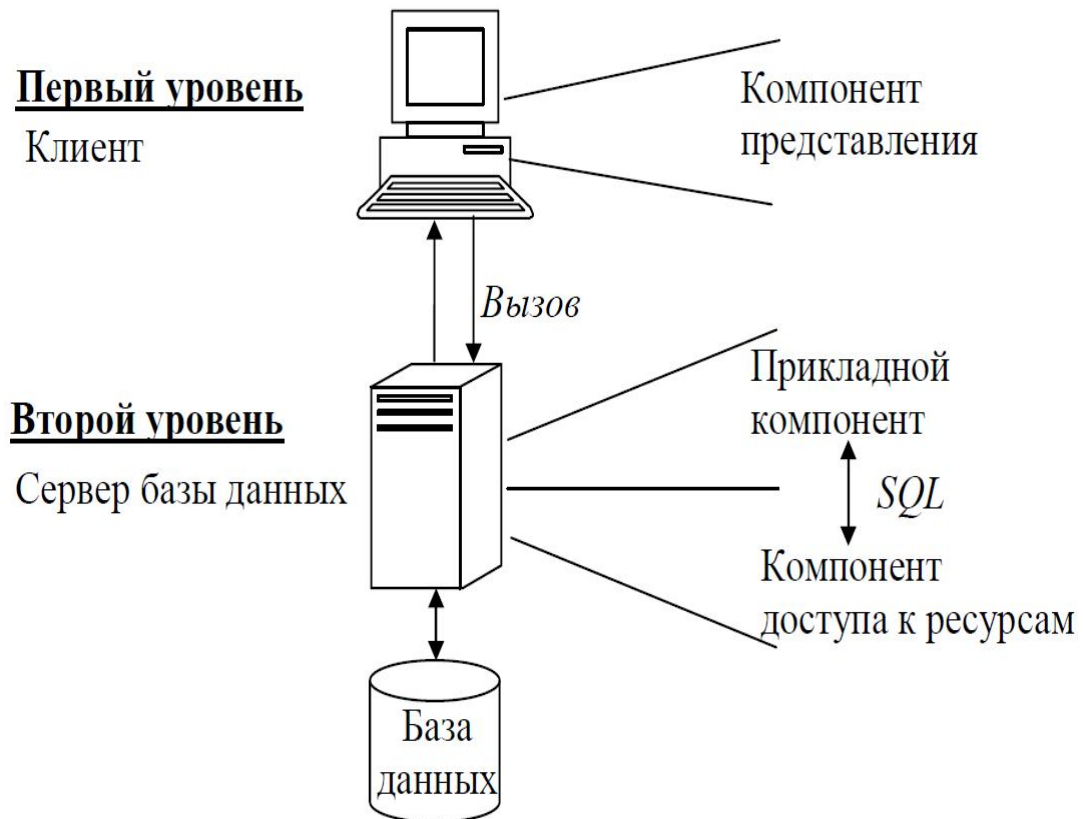 Первый уровень
Клиент
Компонент
представления
Вызов
Второй уровень
Сервер базы данных
Прикладной
компонент
SQL
Компонент
доступа к ресурсам
База
данных